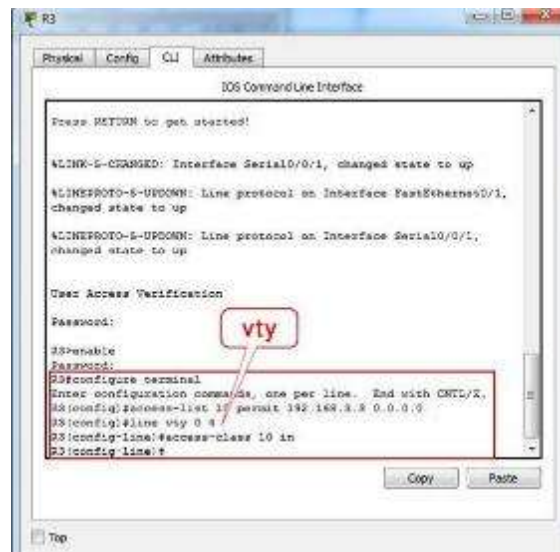 R3
Physical Config CLI Attributes
IOS Command Line Interface
Press RETURN to get started!
%LINK-5-CHANGED: Interface Serial0/0/1, changed state to up
%LINEPROTO-5-UPDOWN: Line protocol on Interface FastEthernet0/1,
changed state to up
%LINEPROTO-5-UPDOWN: Line protocol on Interface Serial0/0/1,
changed state to up
User Access Verification
Password:
vty
R3>enable
Password:
R3#configure terminal
Enter configuration commands, one per line. End with CNTL/Z.
R3(config)#access-list 10 permit 192.168.3.3 0.0.0.0
R3(config)#line vty 0 4
R3(config-line)#access-class 10 in
R3(config-line)#
Copy Paste
Top